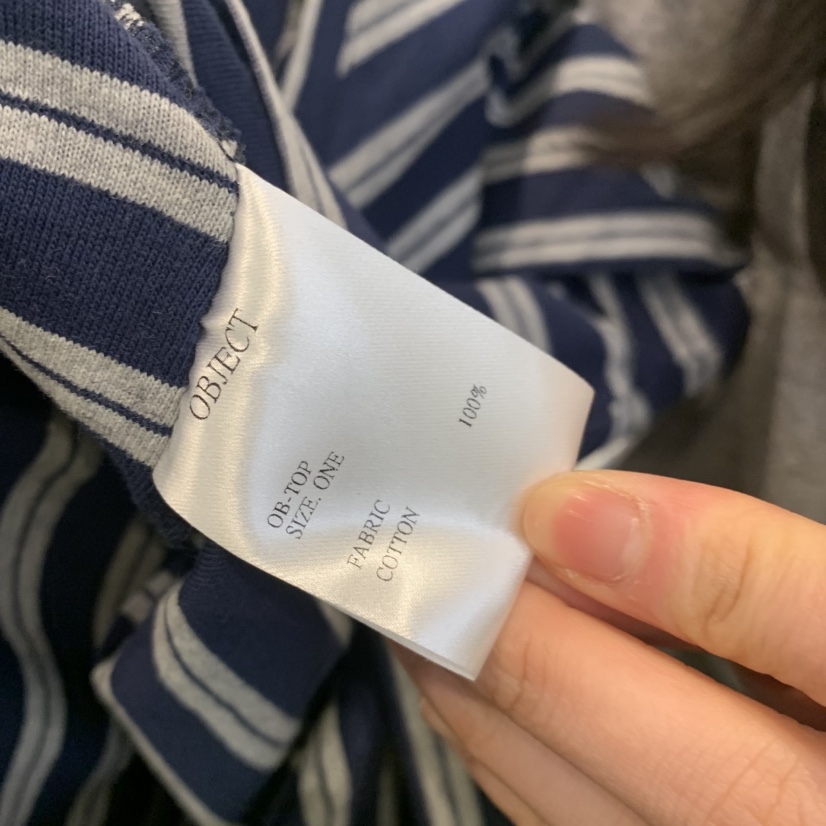 OBJECT
OB-TOP
SIZE. ONE
FABRIC
COTTON 100%